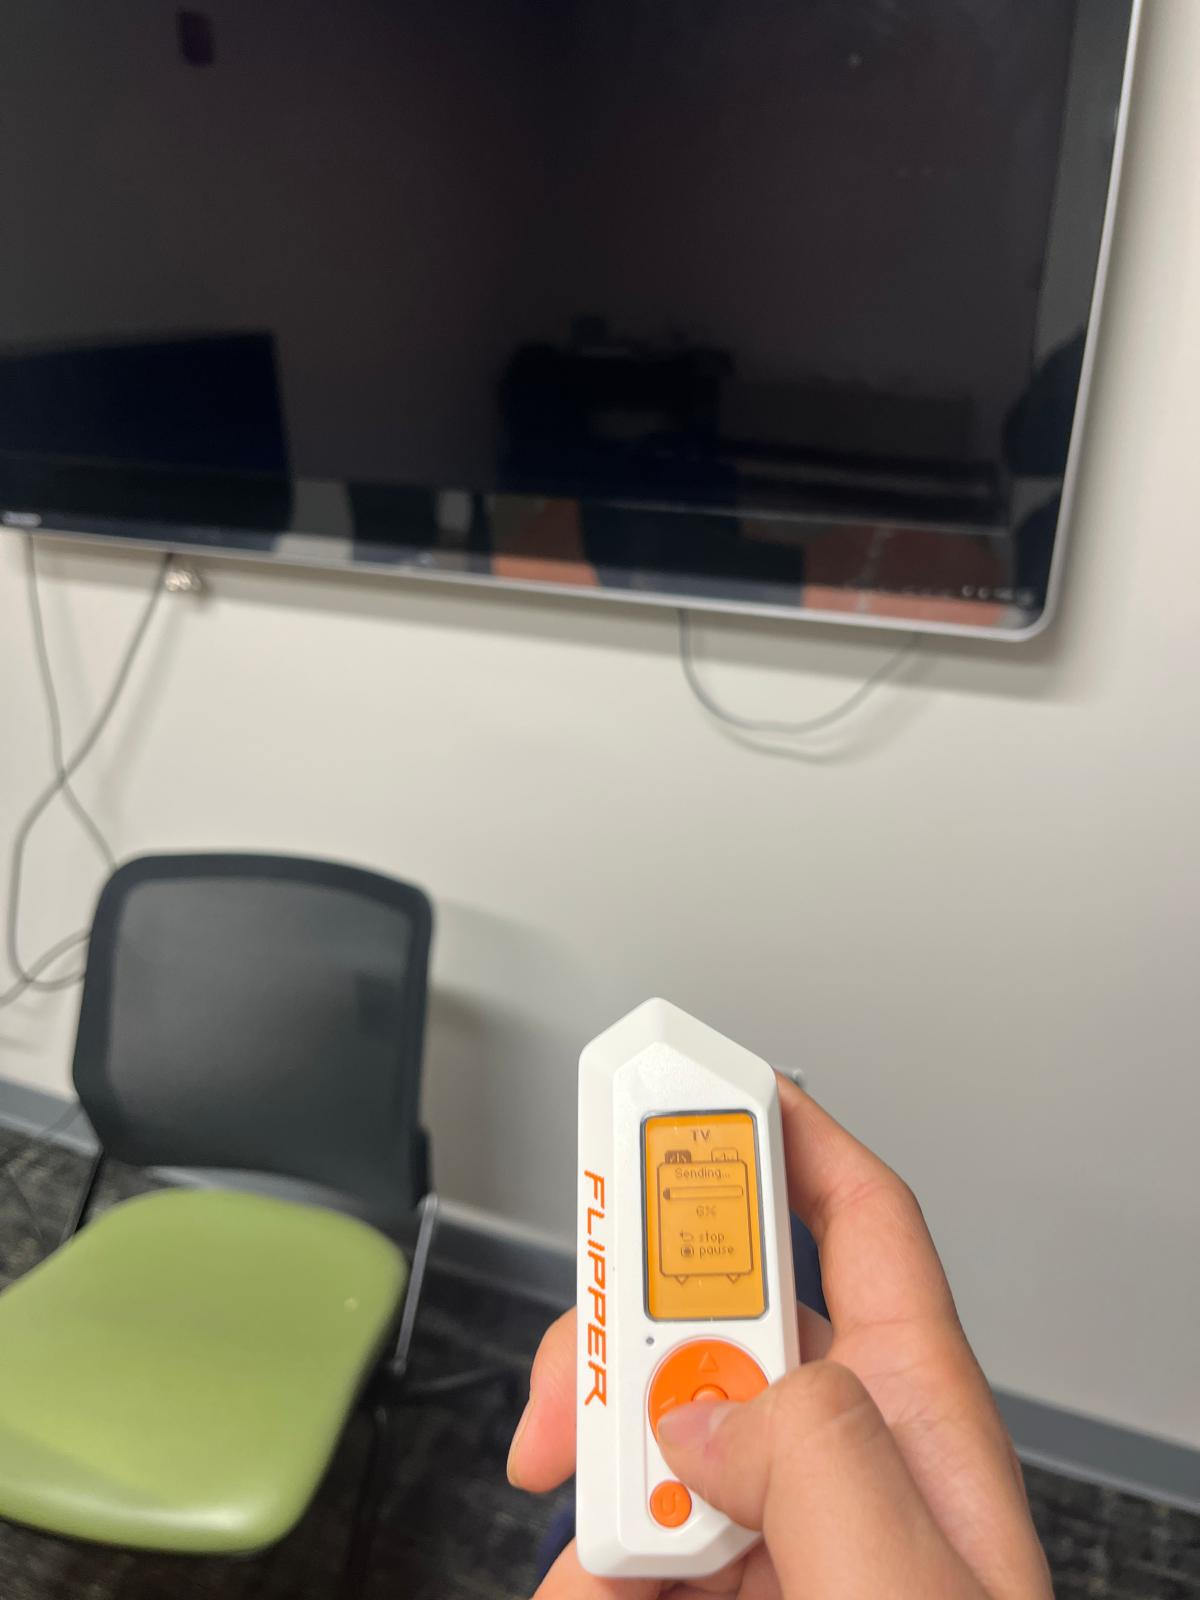 TV
Sending...
6%
stop
pause
FLIPPER